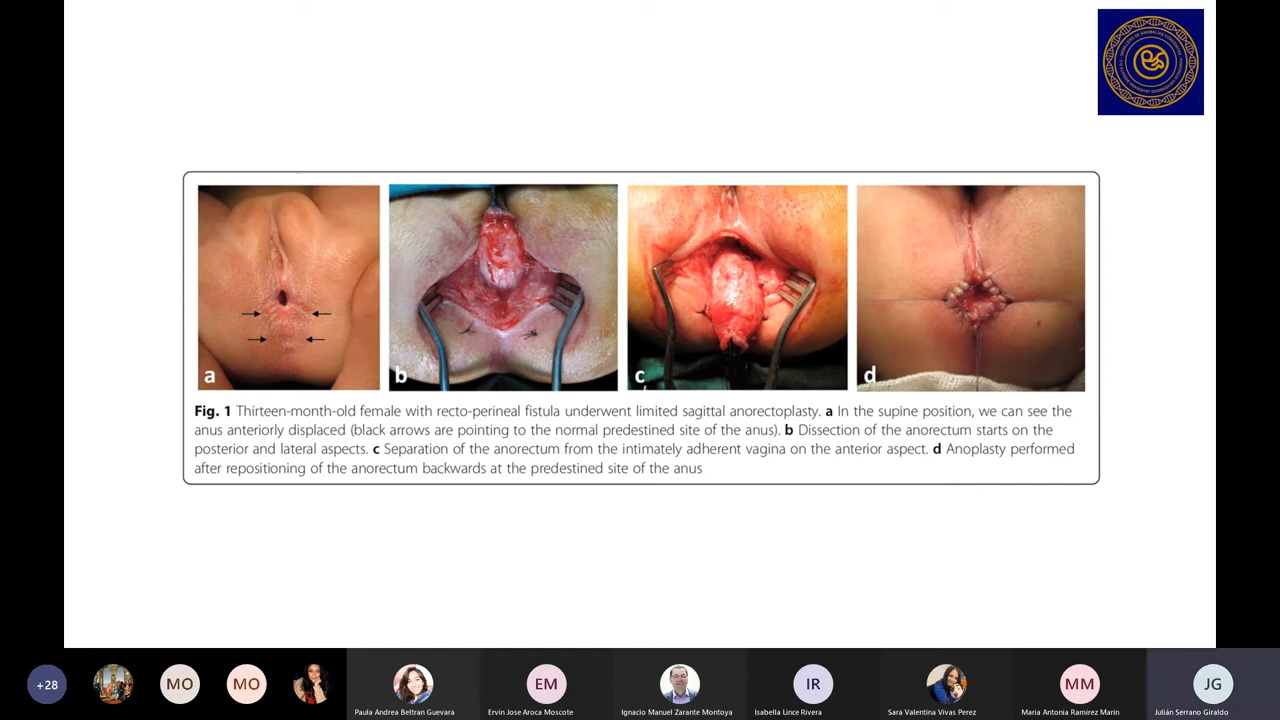 a
b
c
d
Fig. 1 Thirteen-month-old female with recto-perineal fistula underwent limited sagittal anorectoplasty. a In the supine position, we can see the
anus anteriorly displaced (black arrows are pointing to the normal predestined site of the anus). b Dissection of the anorectum starts on the
posterior and lateral aspects. c Separation of the anorectum from the intimately adherent vagina on the anterior aspect. d Anoplasty performed
after repositioning of the anorectum backwards at the predestined site of the anus
+28
MO
MO
EM
IR
MM
JG
Paula Andrea Beltran Guevara
Ervin Jose Aroca Moscote
Ignacio Manuel Zarante Montoya
Isabella Lince Rivera
Sara Valentina Vivas Perez
Maria Antonia Ramirez Marin
Julián Serrano Giraldo